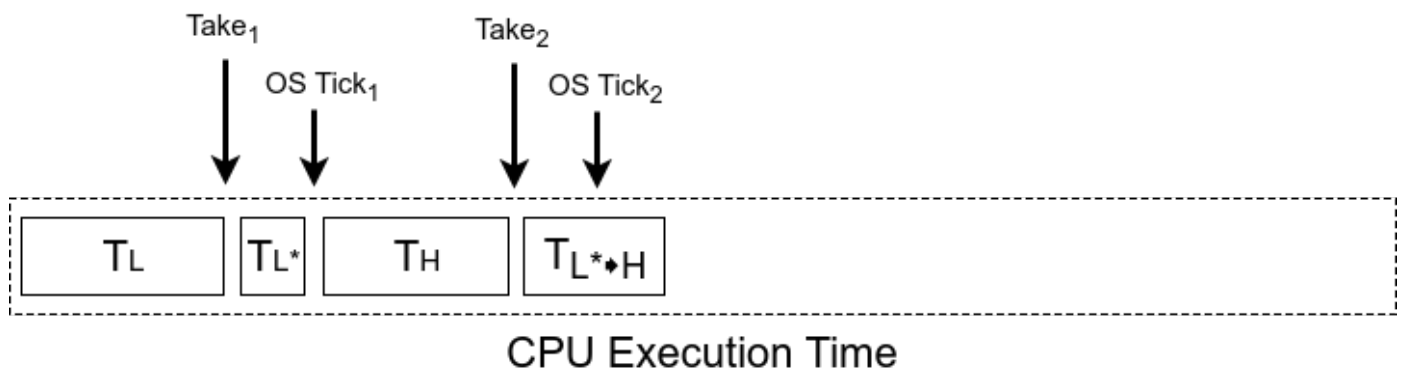 Take₁
Take₂
OS Tick₁
OS Tick₂
TL
TL*
TH
TL*➧H
CPU Execution Time